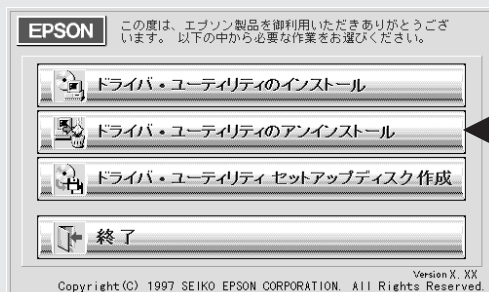 EPSON
この度は、エプソン製品を御利用いただきありがとうござ
います。 以下の中から必要な作業をお選びください。
ドライバ・ユーティリティのインストール
ドライバ・ユーティリティのアンインストール
ドライバ・ユーティリティ セットアップディスク作成
終了
Version X.XX
Copyright(C) 1997 SEIKO EPSON CORPORATION. All Rights Reserved.